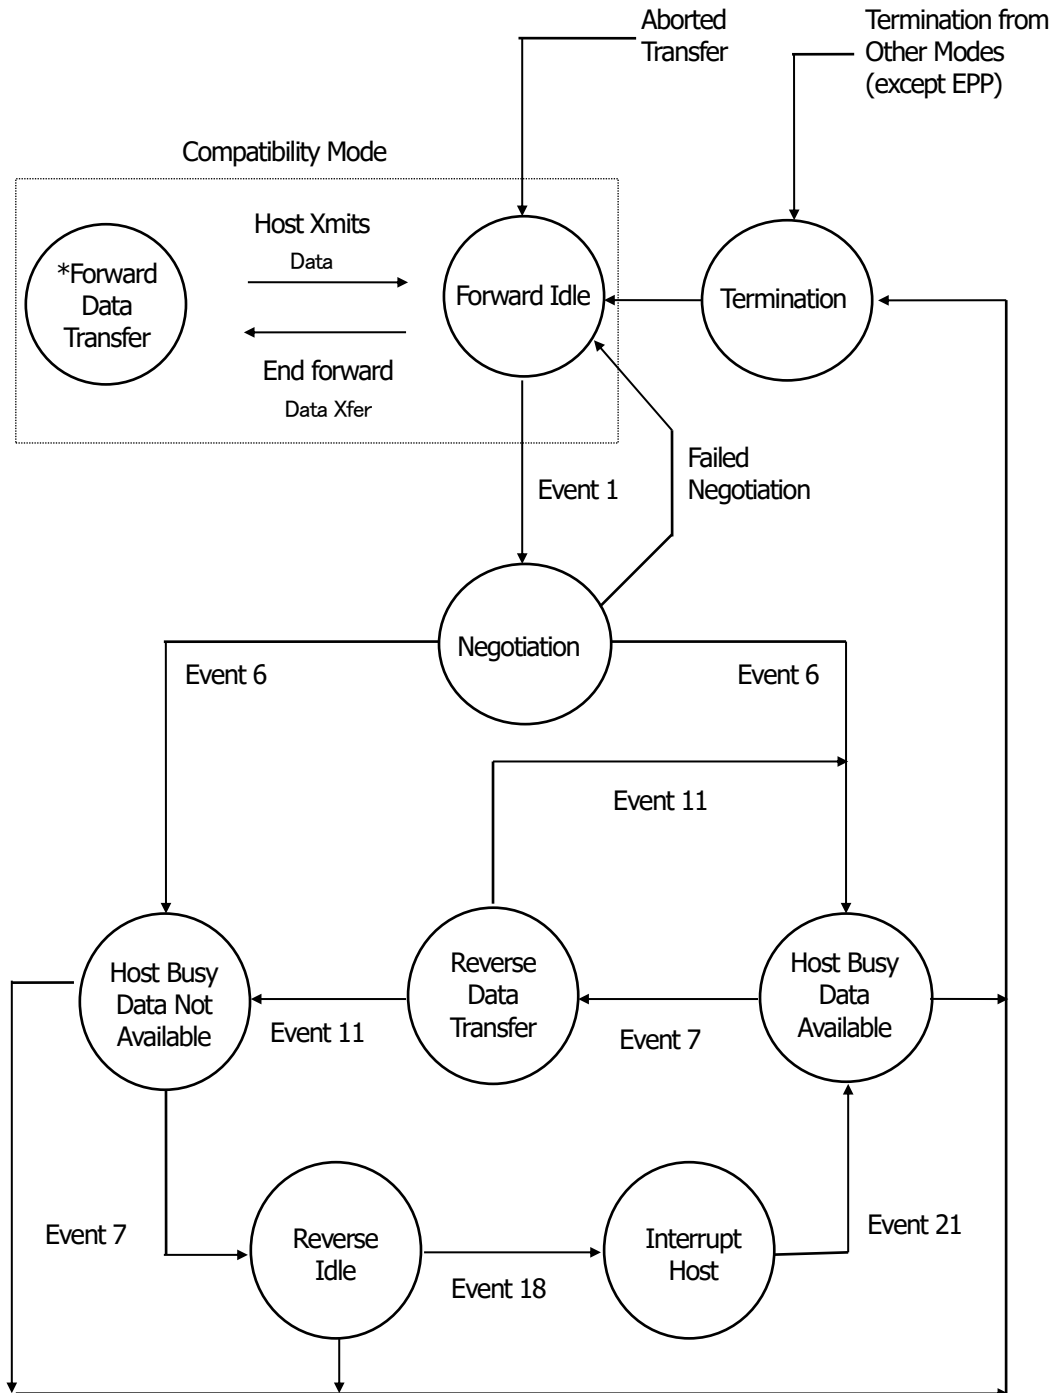 Aborted
Transfer
Termination from
Other Modes
(except EPP)
Compatibility Mode
*Forward
Data
Transfer
Host Xmits
Data
End forward
Data Xfer
Forward Idle
Termination
Event 1
Failed
Negotiation
Negotiation
Event 6
Event 6
Event 11
Host Busy
Data Not
Available
Event 11
Reverse
Data
Transfer
Event 7
Host Busy
Data
Available
Event 7
Reverse
Idle
Event 18
Interrupt
Host
Event 21